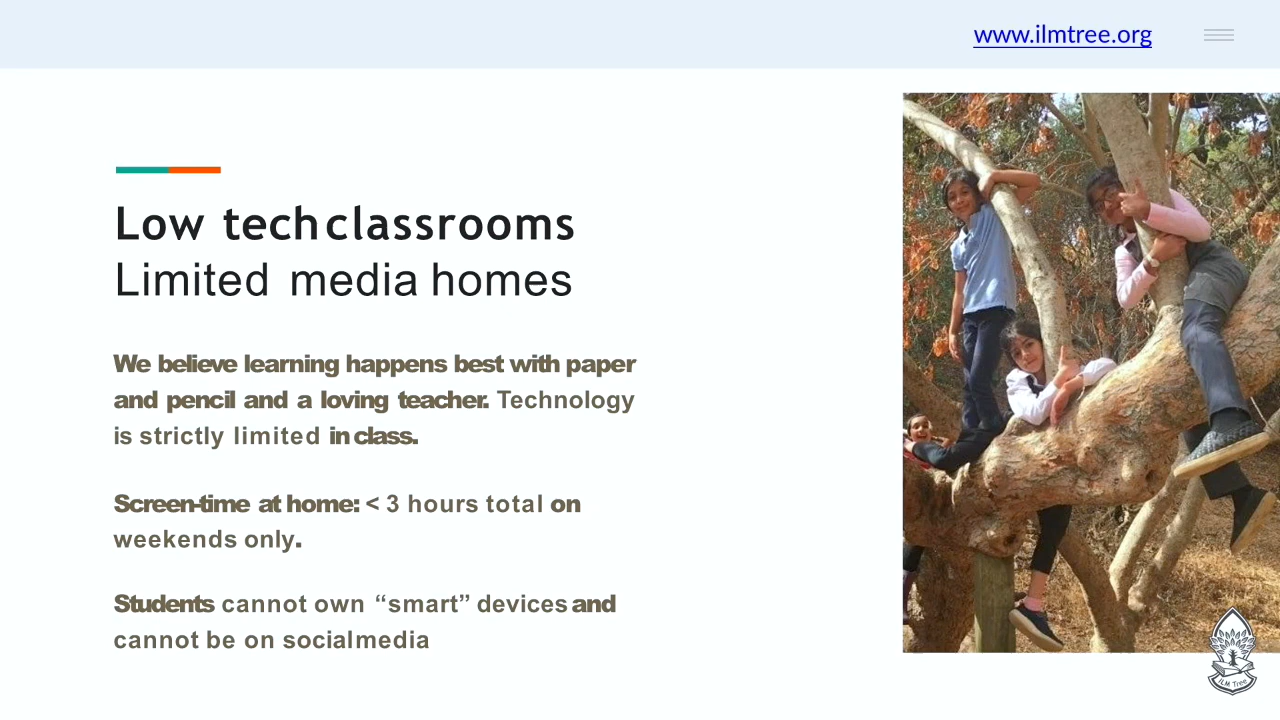 www.ilmtree.org
Low tech classrooms
Limited media homes
We believe learning happens best with paper
and pencil and a loving teacher. Technology
is strictly limited in class.
Screen-time at home: < 3 hours total on
weekends only.
Students cannot own “smart” devices and
cannot be on social media
ILM Tree